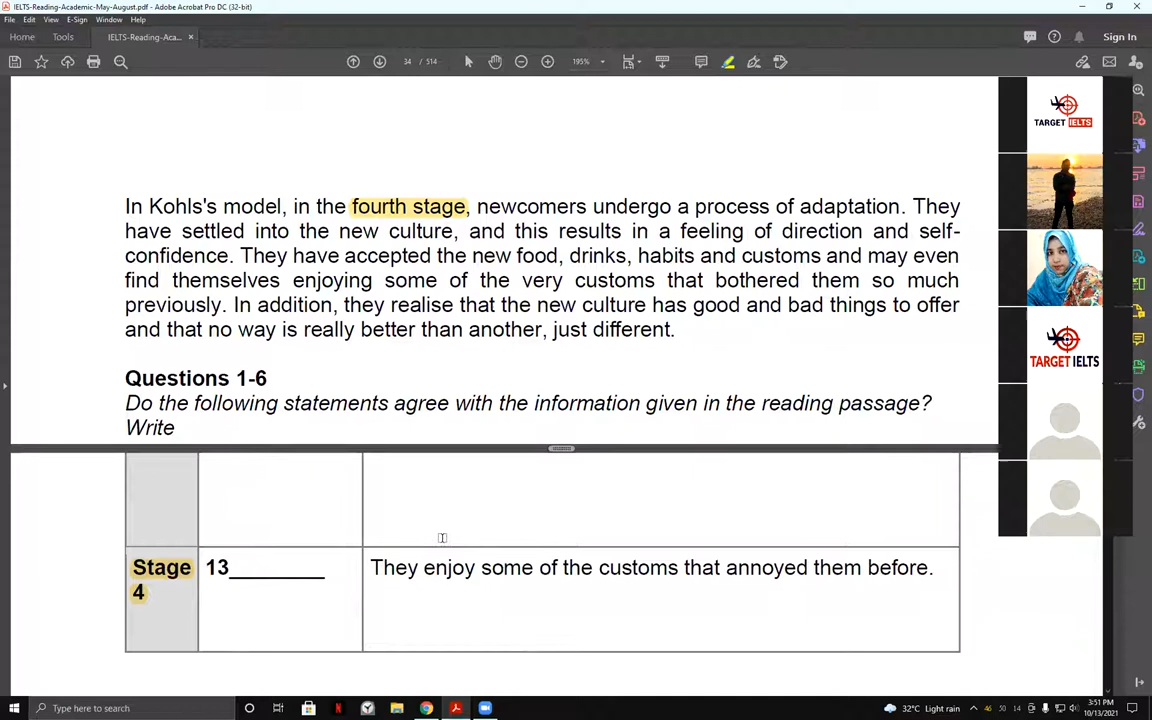 IELTS-Reading-Academic-May-August.pdf - Adobe Acrobat Pro DC (32-bit)
File Edit View E-Sign Window Help
Home Tools IELTS-Reading-Aca... × Sign In
34 / 514 195%
In Kohls's model, in the fourth stage, newcomers undergo a process of adaptation. They
have settled into the new culture, and this results in a feeling of direction and self-
confidence. They have accepted the new food, drinks, habits and customs and may even
find themselves enjoying some of the very customs that bothered them so much
previously. In addition, they realise that the new culture has good and bad things to offer
and that no way is really better than another, just different.
Questions 1-6
Do the following statements agree with the information given in the reading passage?
Write
Stage 13________ They enjoy some of the customs that annoyed them before.
4
TARGET IELTS
TARGET IELTS
Type here to search
32°C Light rain 46 50 14 3:51 PM
10/13/2021